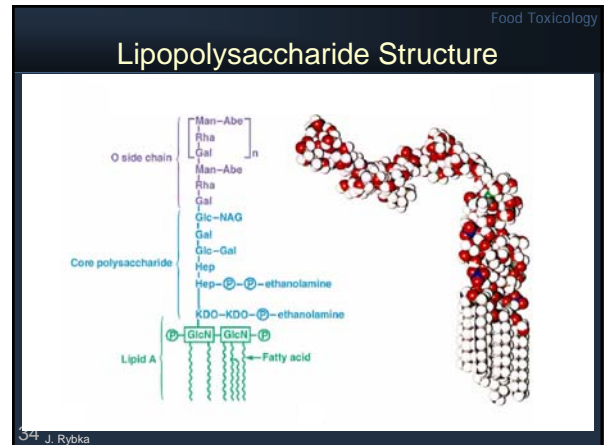 Food Toxicology
Lipopolysaccharide Structure
Man–Abe
Rha
Gal
n
O side chain
Man–Abe
Rha
Gal
Glc–NAG
Gal
Glc–Gal
Core polysaccharide
Hep
Hep–P–P–ethanolamine
KDO–KDO–P–ethanolamine
P–GlcN–GlcN–P
Lipid A
Fatty acid
34 J. Rybka